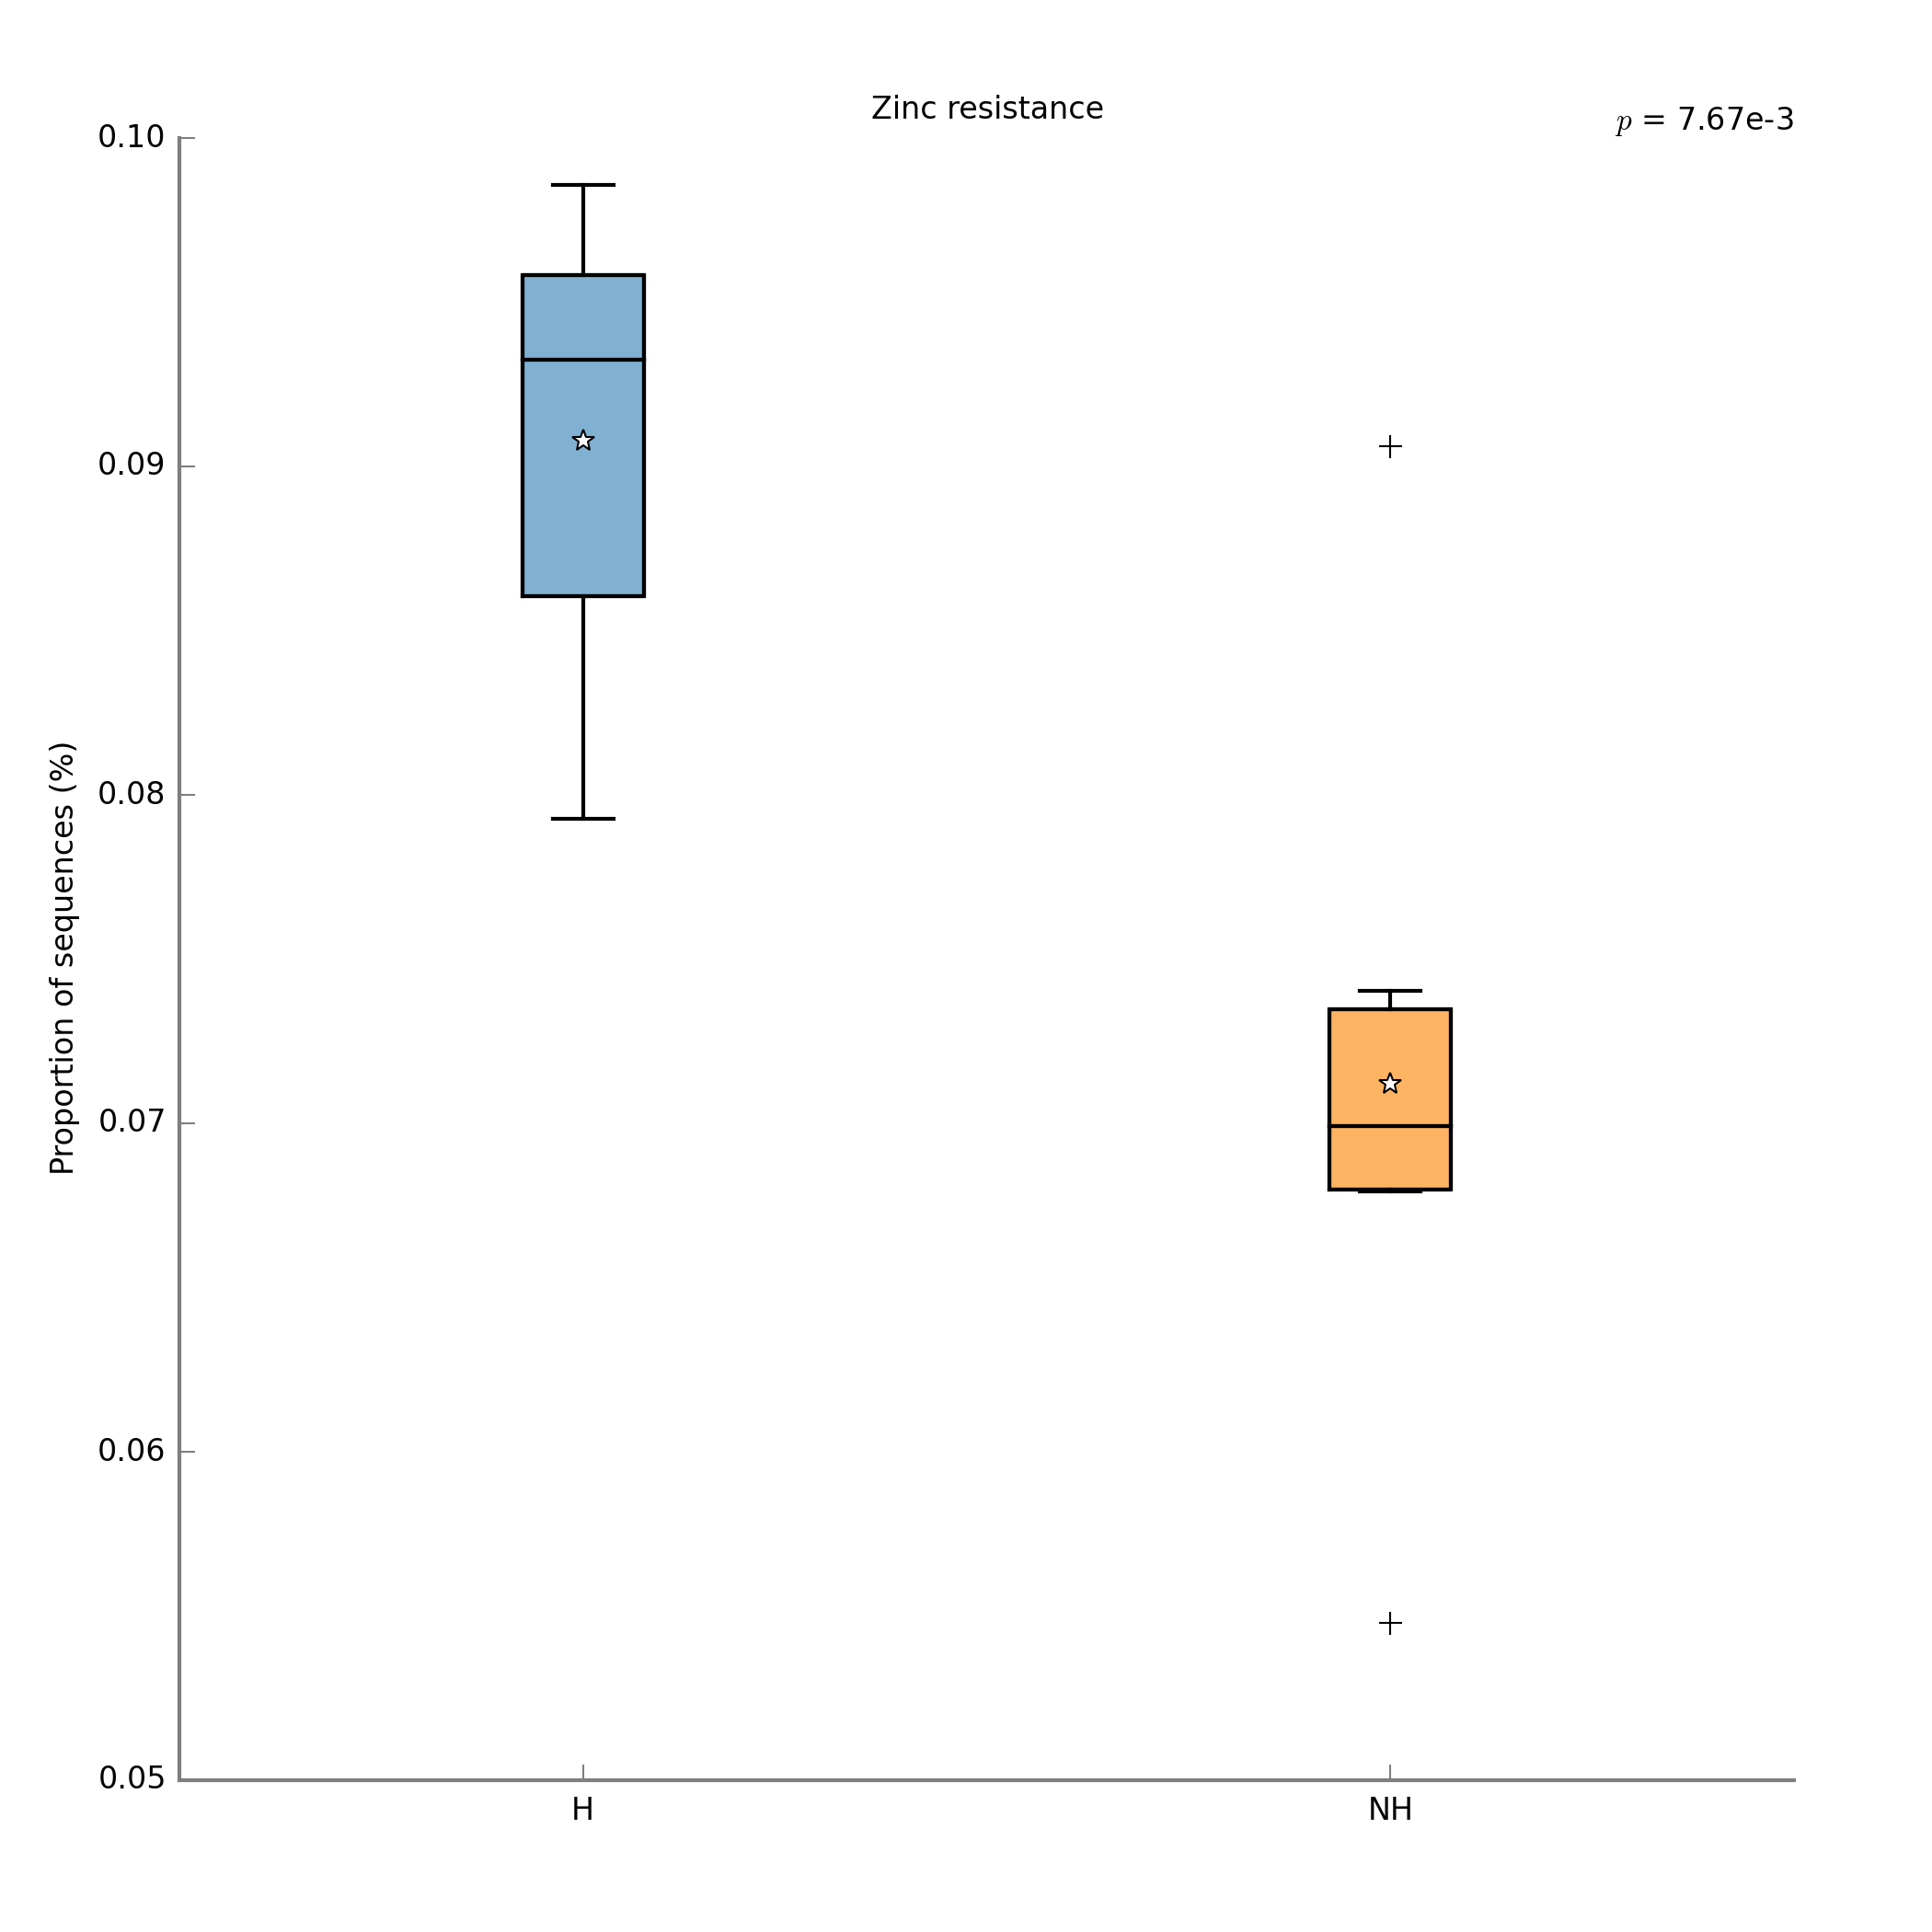 Zinc resistance
p = 7.67e-3
0.10
0.09
0.08
0.07
0.06
0.05
Proportion of sequences (%)
H
NH